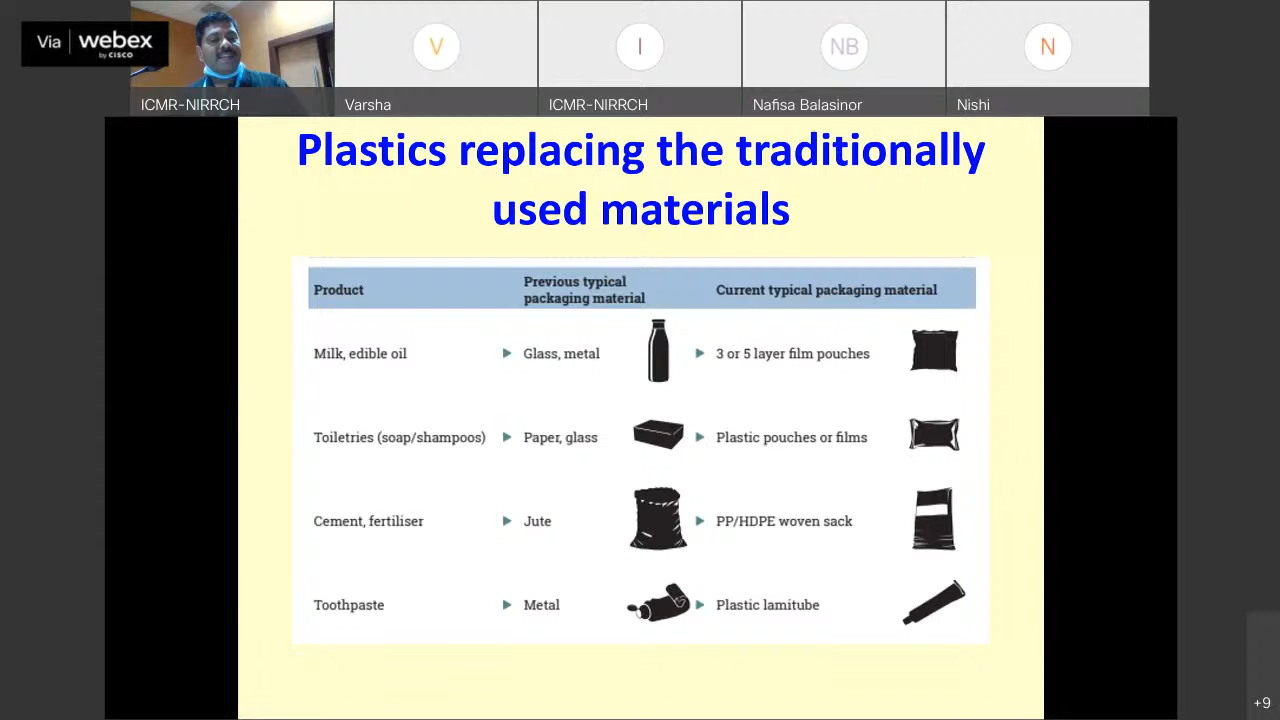 Via webex
by CISCO
V
I
NB
N
ICMR-NIRRCH
Varsha
ICMR-NIRRCH
Nafisa Balasinor
Nishi
Plastics replacing the traditionally
used materials
Product
Previous typical
packaging material
Current typical packaging material
Milk, edible oil
Glass, metal
3 or 5 layer film pouches
Toiletries (soap/shampoos)
Paper, glass
Plastic pouches or films
Cement, fertiliser
Jute
PP/HDPE woven sack
Toothpaste
Metal
Plastic lamitube
+9